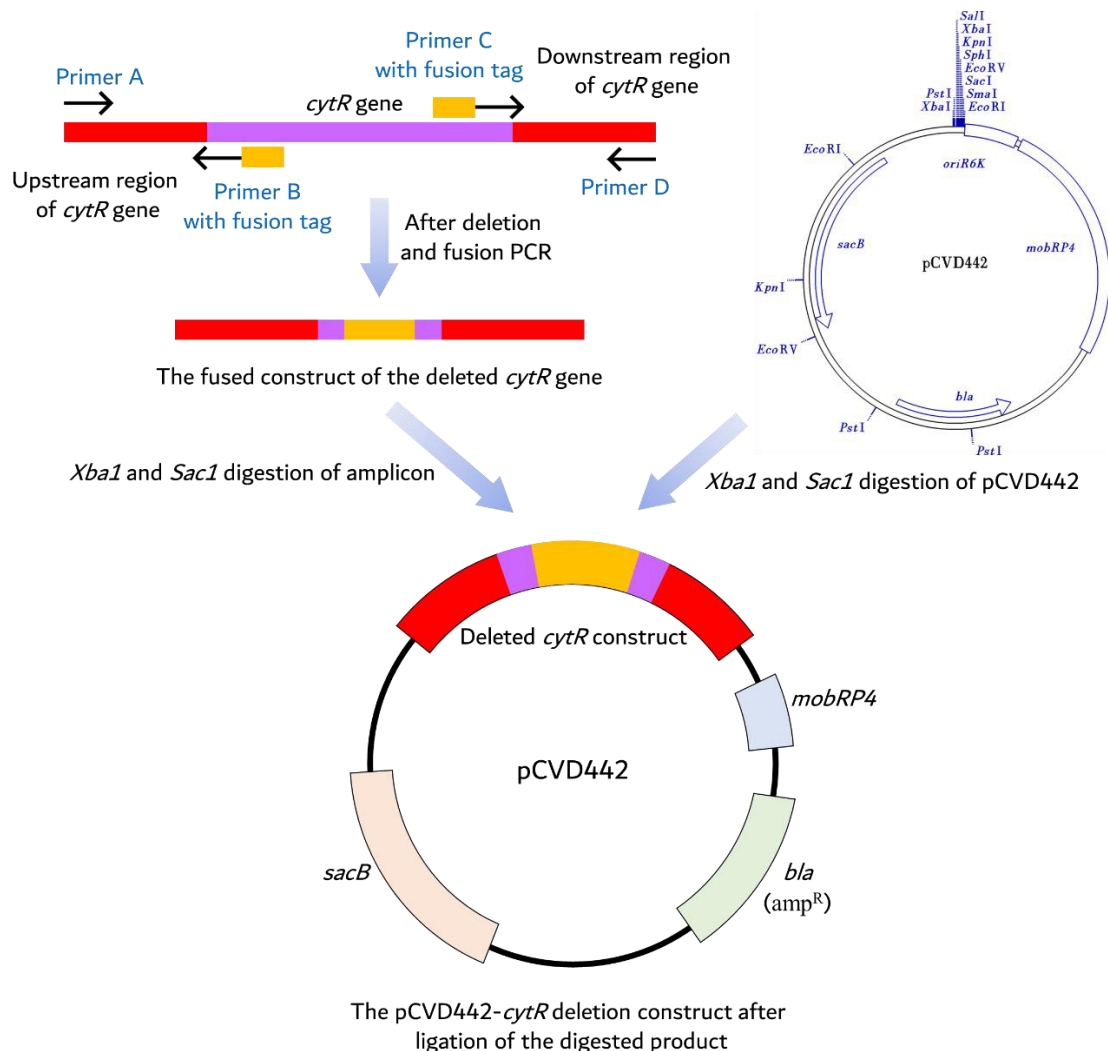 Primer A
Primer C
with fusion tag
cytR gene
Downstream region
of cytR gene
Upstream region
of cytR gene
Primer B
with fusion tag
Primer D
After deletion
and fusion PCR
The fused construct of the deleted cytR gene
SalI
XbaI
KpnI
SphI
EcoRV
SacI
PstI
SmaI
XbaI
EcoRI
EcoRI
oriR6K
sacB
mobRP4
pCVD442
KpnI
EcoRV
bla
PstI
PstI
Xba1 and Sac1 digestion of amplicon
Xba1 and Sac1 digestion of pCVD442
Deleted cytR construct
mobRP4
pCVD442
sacB
bla
(ampᴿ)
The pCVD442-cytR deletion construct after
ligation of the digested product